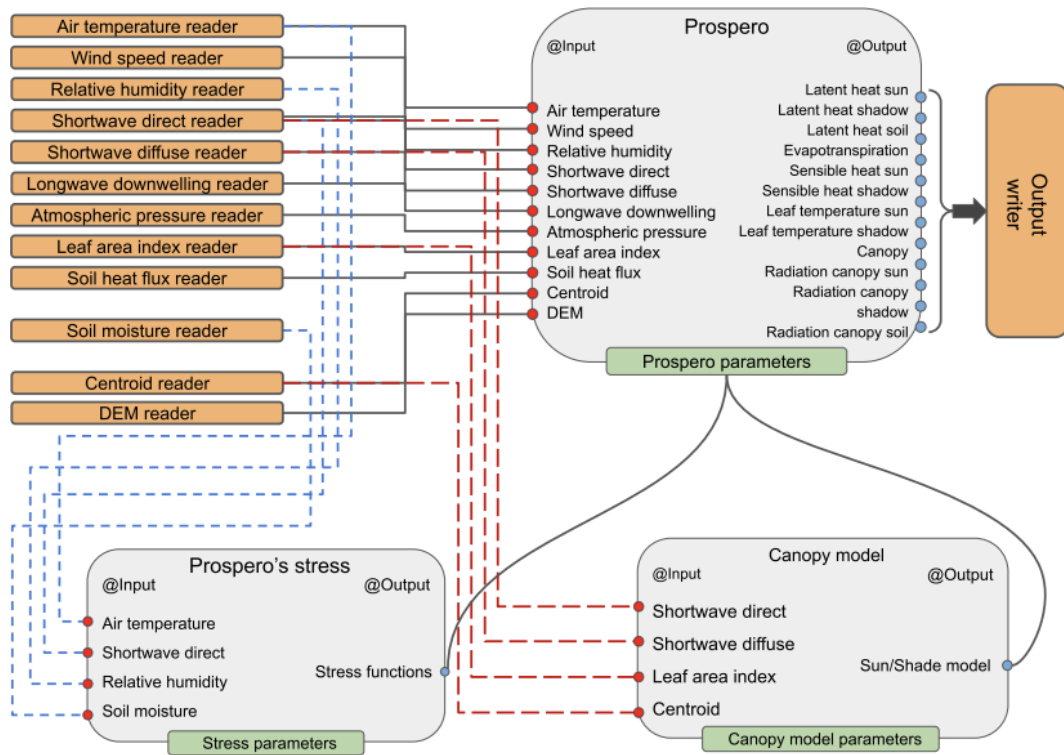 Air temperature reader
Wind speed reader
Relative humidity reader
Shortwave direct reader
Shortwave diffuse reader
Longwave downwelling reader
Atmospheric pressure reader
Leaf area index reader
Soil heat flux reader
Soil moisture reader
Centroid reader
DEM reader
Prospero
@Input
@Output
Air temperature
Wind speed
Relative humidity
Shortwave direct
Shortwave diffuse
Longwave downwelling
Atmospheric pressure
Leaf area index
Soil heat flux
Centroid
DEM
Latent heat sun
Latent heat shadow
Latent heat soil
Evapotranspiration
Sensible heat sun
Sensible heat shadow
Leaf temperature sun
Leaf temperature shadow
Canopy
Radiation canopy sun
Radiation canopy
shadow
Radiation canopy soil
Prospero parameters
Output
writer
Prospero's stress
@Input
@Output
Air temperature
Shortwave direct
Relative humidity
Soil moisture
Stress functions
Stress parameters
Canopy model
@Input
@Output
Shortwave direct
Shortwave diffuse
Leaf area index
Centroid
Sun/Shade model
Canopy model parameters